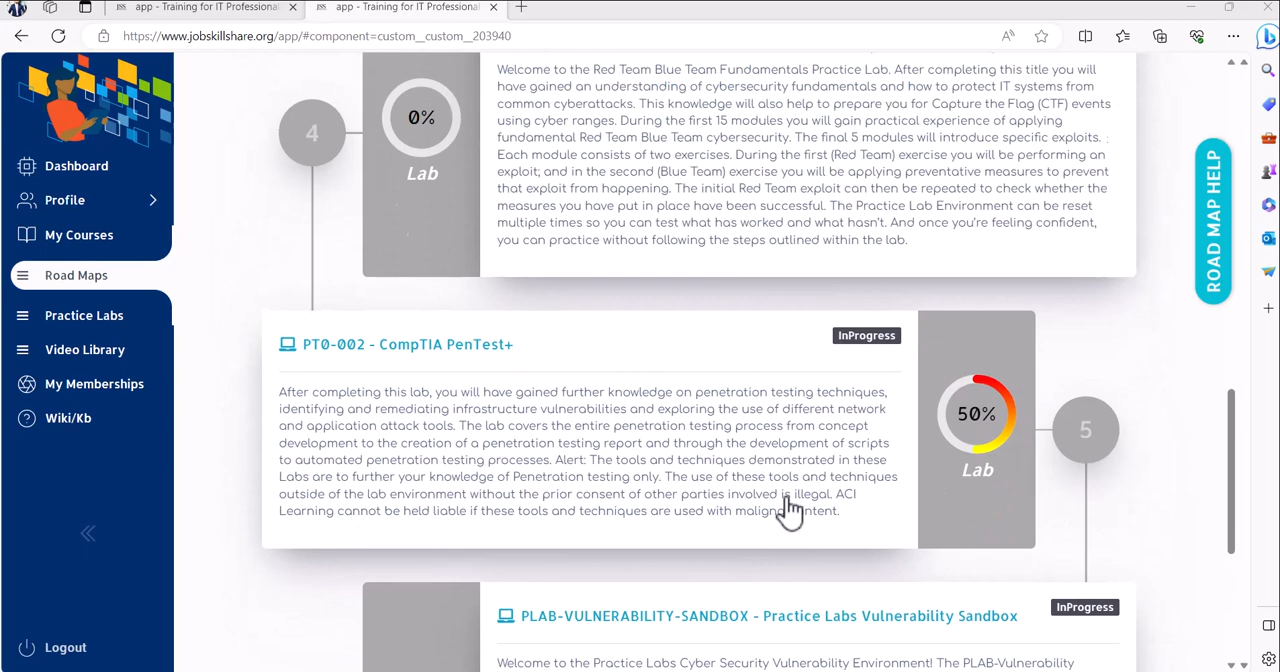 app - Training for IT Professional
app - Training for IT Professional
https://www.jobskillshare.org/app/#component=custom__custom__203940
Dashboard
Profile
My Courses
Road Maps
Practice Labs
Video Library
My Memberships
Wiki/Kb
Logout
4
0%
Lab
Welcome to the Red Team Blue Team Fundamentals Practice Lab. After completing this title you will
have gained an understanding of cybersecurity fundamentals and how to protect IT systems from
common cyberattacks. This knowledge will also help to prepare you for Capture the Flag (CTF) events
using cyber ranges. During the first 15 modules you will gain practical experience of applying
fundamental Red Team Blue Team cybersecurity. The final 5 modules will introduce specific exploits. :
Each module consists of two exercises. During the first (Red Team) exercise you will be performing an
exploit; and in the second (Blue Team) exercise you will be applying preventative measures to prevent
that exploit from happening. The initial Red Team exploit can then be repeated to check whether the
measures you have put in place have been successful. The Practice Lab Environment can be reset
multiple times so you can test what has worked and what hasn't. And once you're feeling confident,
you can practice without following the steps outlined within the lab.
ROAD MAP HELP
PT0-002 - CompTIA PenTest+
InProgress
After completing this lab, you will have gained further knowledge on penetration testing techniques,
identifying and remediating infrastructure vulnerabilities and exploring the use of different network
and application attack tools. The lab covers the entire penetration testing process from concept
development to the creation of a penetration testing report and through the development of scripts
to automated penetration testing processes. Alert: The tools and techniques demonstrated in these
Labs are to further your knowledge of Penetration testing only. The use of these tools and techniques
outside of the lab environment without the prior consent of other parties involved is illegal. ACI
Learning cannot be held liable if these tools and techniques are used with malign intent.
50%
Lab
5
PLAB-VULNERABILITY-SANDBOX - Practice Labs Vulnerability Sandbox
InProgress
Welcome to the Practice Labs Cyber Security Vulnerability Environment! The PLAB-Vulnerability